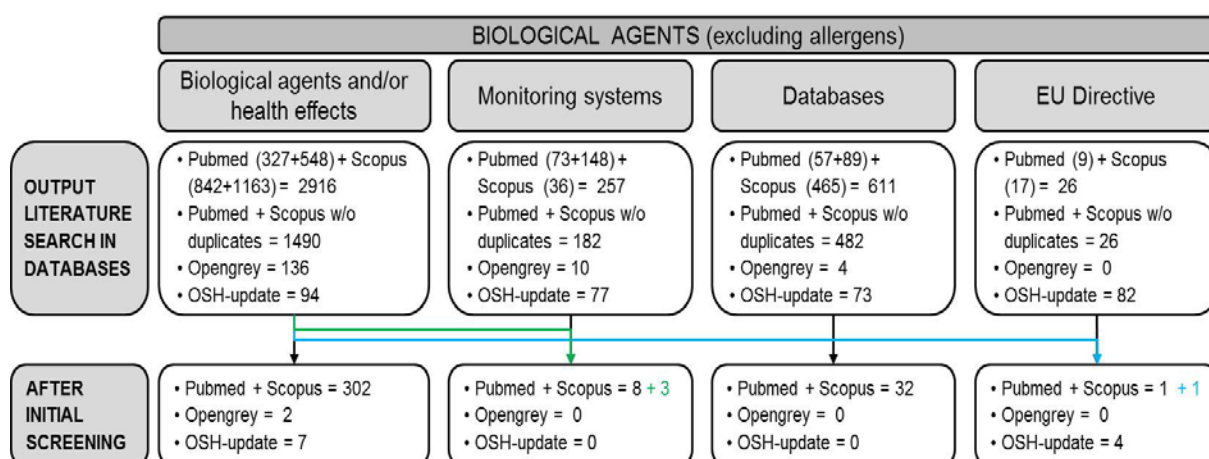 BIOLOGICAL AGENTS (excluding allergens)
Biological agents and/or
health effects
Monitoring systems
Databases
EU Directive
OUTPUT
LITERATURE
SEARCH IN
DATABASES
• Pubmed (327+548) + Scopus
(842+1163) = 2916
• Pubmed + Scopus w/o
duplicates = 1490
• Opengrey = 136
• OSH-update = 94
• Pubmed (73+148) +
Scopus (36) = 257
• Pubmed + Scopus w/o
duplicates = 182
• Opengrey = 10
• OSH-update = 77
• Pubmed (57+89) +
Scopus (465) = 611
• Pubmed + Scopus w/o
duplicates = 482
• Opengrey = 4
• OSH-update = 73
• Pubmed (9) + Scopus
(17) = 26
• Pubmed + Scopus w/o
duplicates = 26
• Opengrey = 0
• OSH-update = 82
AFTER
INITIAL
SCREENING
• Pubmed + Scopus = 302
• Opengrey = 2
• OSH-update = 7
• Pubmed + Scopus = 8 + 3
• Opengrey = 0
• OSH-update = 0
• Pubmed + Scopus = 32
• Opengrey = 0
• OSH-update = 0
• Pubmed + Scopus = 1 + 1
• Opengrey = 0
• OSH-update = 4